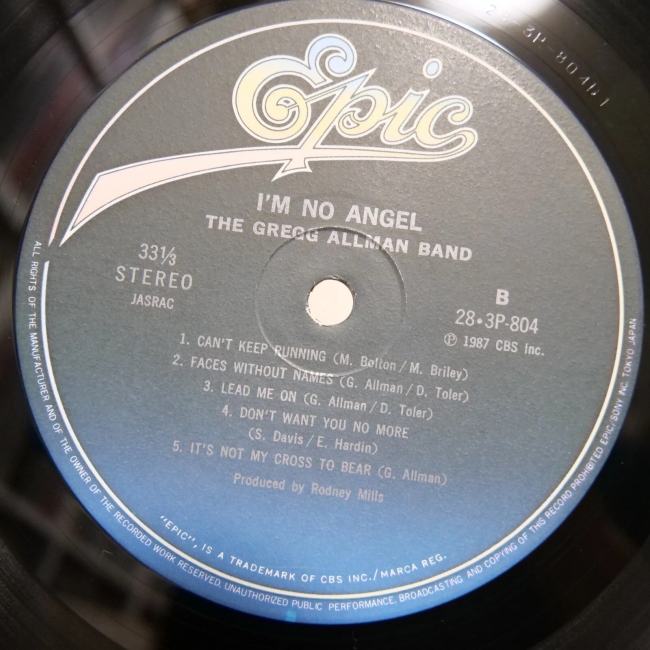 Epic
I'M NO ANGEL
THE GREGG ALLMAN BAND
33⅓
STEREO
JASRAC
B
28•3P-804
℗ 1987 CBS Inc.
1. CAN'T KEEP RUNNING (M. Bolton / M. Briley)
2. FACES WITHOUT NAMES (G. Allman / D. Toler)
3. LEAD ME ON (G. Allman / D. Toler)
4. DON'T WANT YOU NO MORE
(S. Davis / E. Hardin)
5. IT'S NOT MY CROSS TO BEAR (G. Allman)
Produced by Rodney Mills
"EPIC", IS A TRADEMARK OF CBS INC./MARCA REG.
ALL RIGHTS OF THE MANUFACTURER AND OF THE OWNER OF THE RECORDED WORK RESERVED. UNAUTHORIZED PUBLIC PERFORMANCE. BROADCASTING AND COPYING OF THIS RECORD PROHIBITED EPIC/SONY INC. TOKYO JAPAN